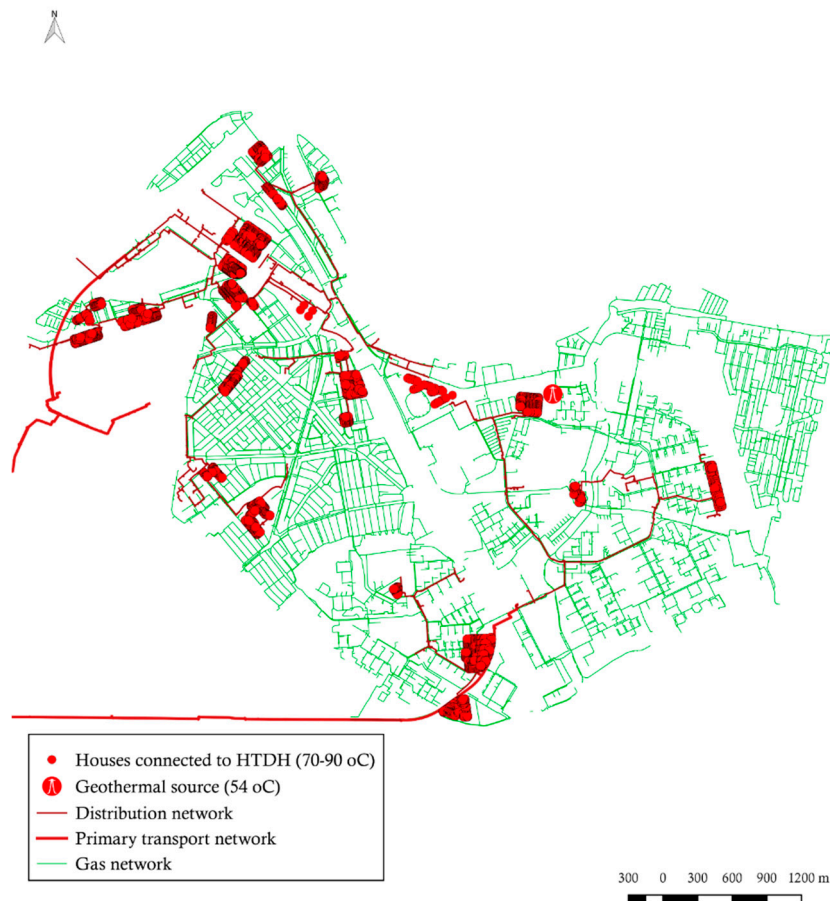 N
Houses connected to HTDH (70-90 oC)
Geothermal source (54 oC)
Distribution network
Primary transport network
Gas network
300 0 300 600 900 1200 m